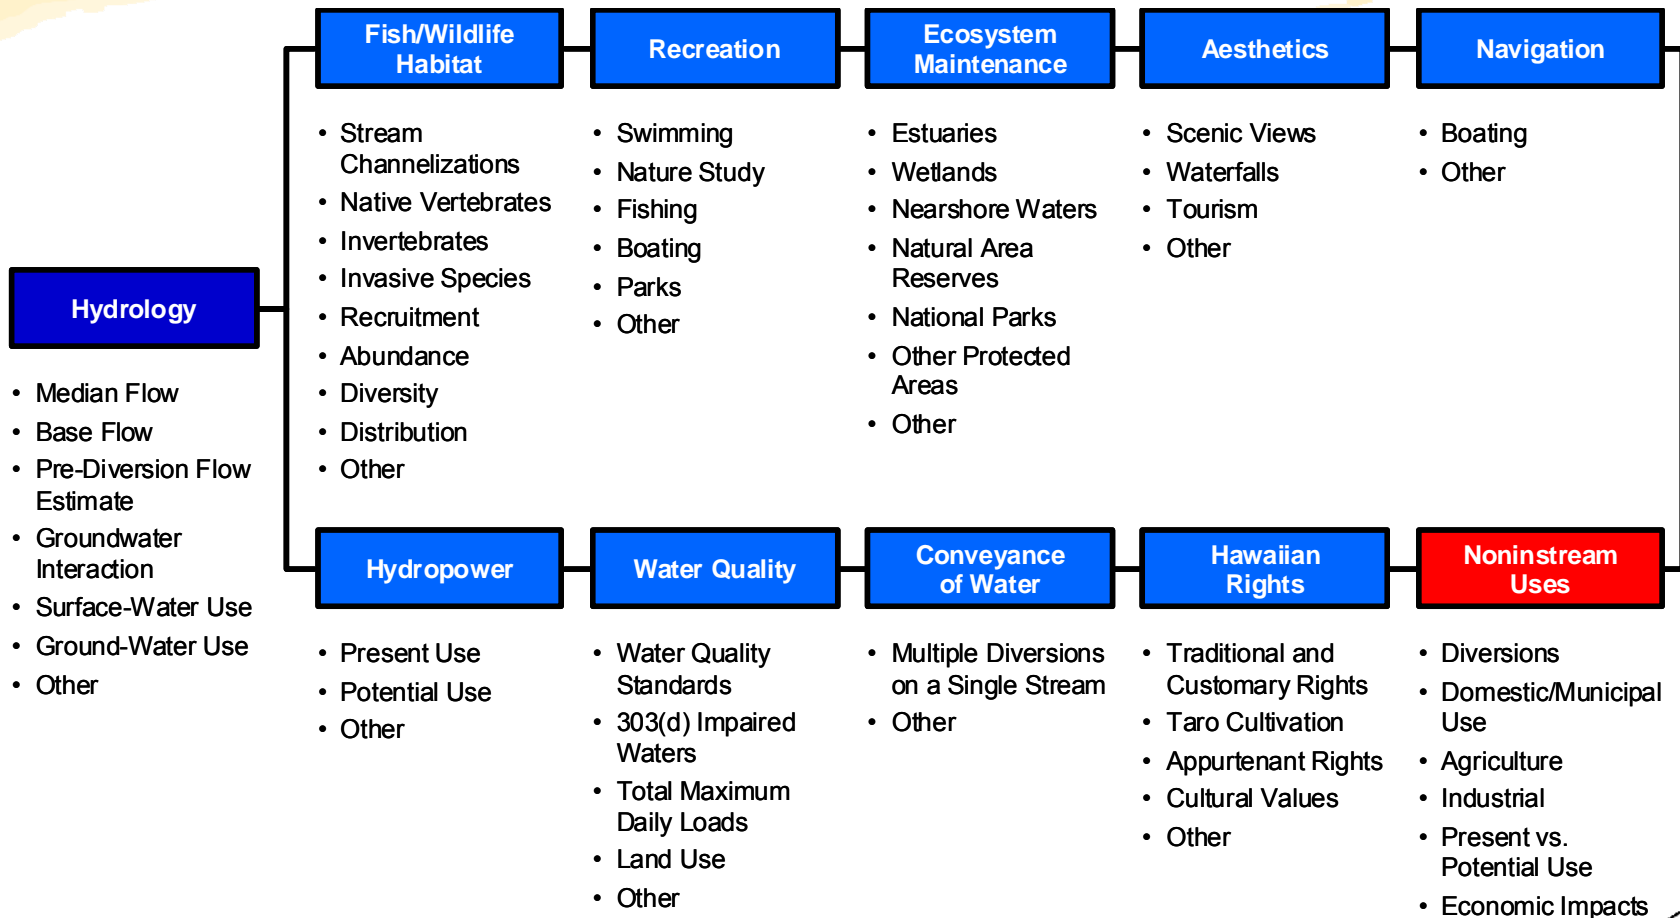 Hydrology
• Median Flow
• Base Flow
• Pre-Diversion Flow
Estimate
• Groundwater
Interaction
• Surface-Water Use
• Ground-Water Use
• Other
Fish/Wildlife
Habitat
• Stream
Channelizations
• Native Vertebrates
• Invertebrates
• Invasive Species
• Recruitment
• Abundance
• Diversity
• Distribution
• Other
Recreation
• Swimming
• Nature Study
• Fishing
• Boating
• Parks
• Other
Ecosystem
Maintenance
• Estuaries
• Wetlands
• Nearshore Waters
• Natural Area
Reserves
• National Parks
• Other Protected
Areas
• Other
Aesthetics
• Scenic Views
• Waterfalls
• Tourism
• Other
Navigation
• Boating
• Other
Hydropower
• Present Use
• Potential Use
• Other
Water Quality
• Water Quality
Standards
• 303(d) Impaired
Waters
• Total Maximum
Daily Loads
• Land Use
• Other
Conveyance
of Water
• Multiple Diversions
on a Single Stream
• Other
Hawaiian
Rights
• Traditional and
Customary Rights
• Taro Cultivation
• Appurtenant Rights
• Cultural Values
• Other
Noninstream
Uses
• Diversions
• Domestic/Municipal
Use
• Agriculture
• Industrial
• Present vs.
Potential Use
• Economic Impacts